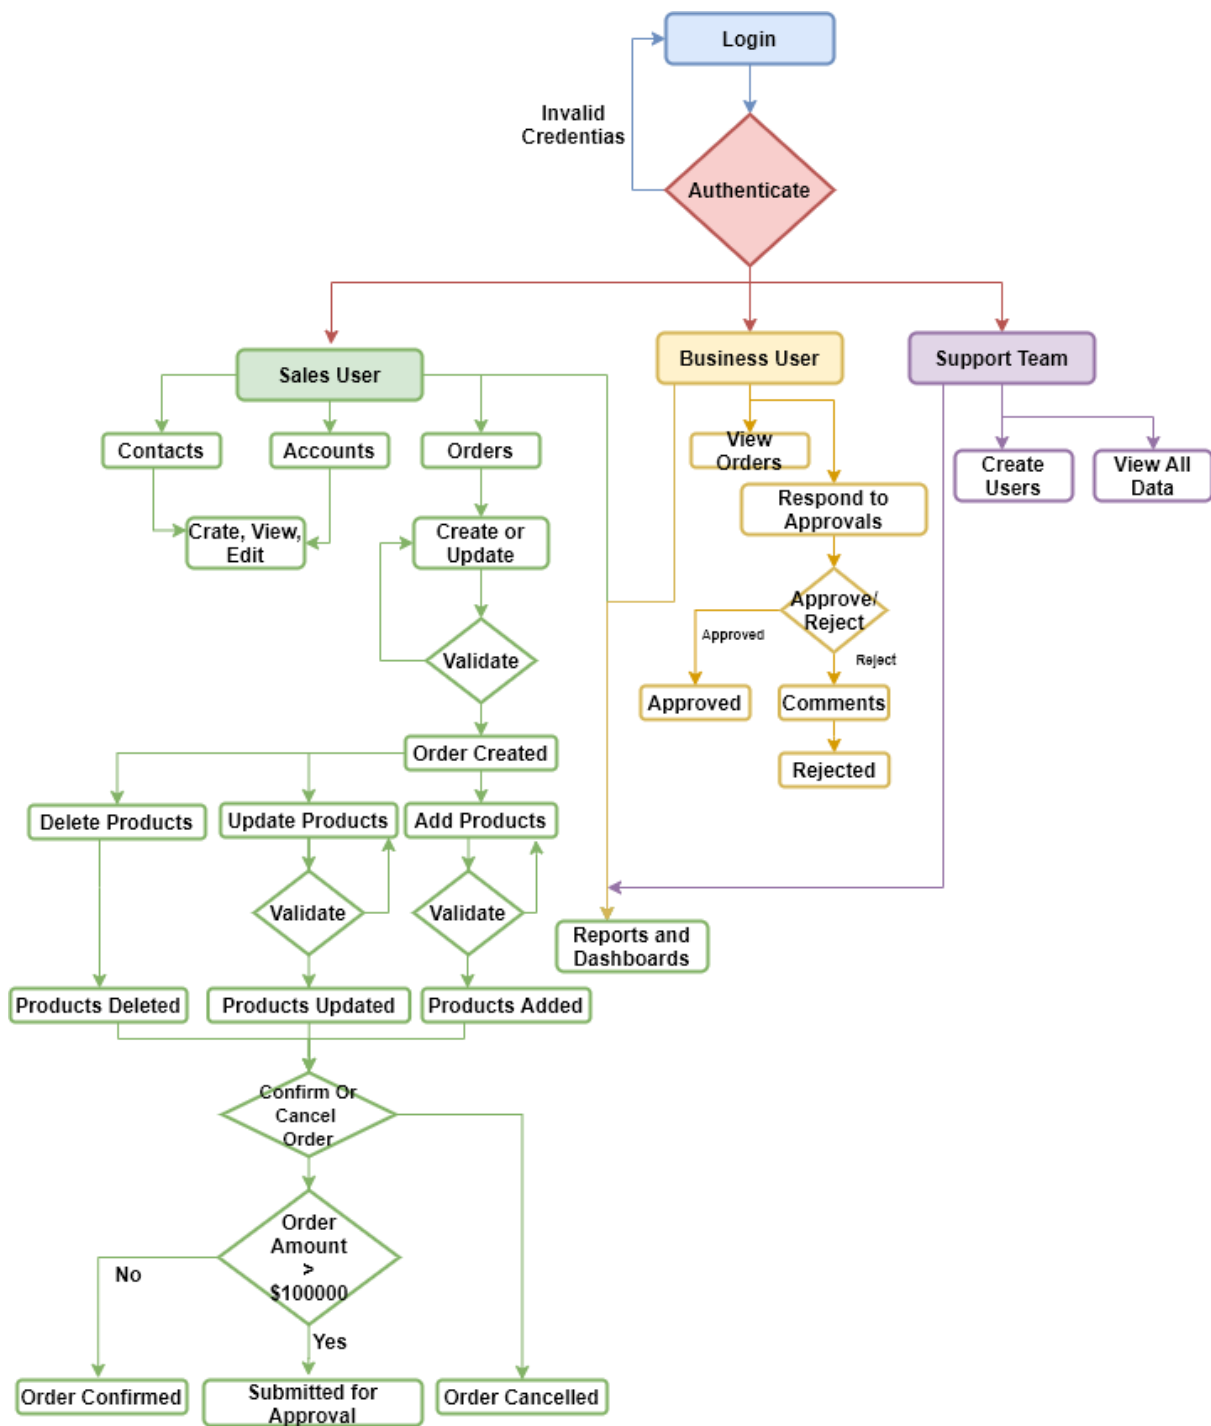 Login
Invalid
Credentias
Authenticate
Sales User
Business User
Support Team
Contacts
Accounts
Orders
View
Orders
Create
Users
View All
Data
Crate, View,
Edit
Create or
Update
Respond to
Approvals
Approve/
Reject
Approved
Reject
Validate
Approved
Comments
Order Created
Rejected
Delete Products
Update Products
Add Products
Validate
Validate
Reports and
Dashboards
Products Deleted
Products Updated
Products Added
Confirm Or
Cancel
Order
Order
Amount
>
$100000
No
Yes
Order Confirmed
Submitted for
Approval
Order Cancelled